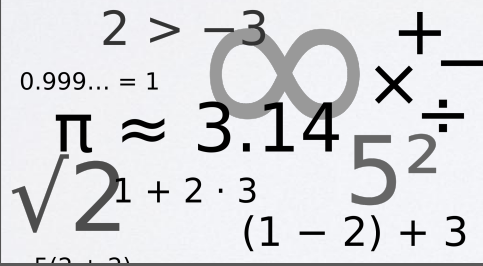 2 > −3
∞
+
−
0.999... = 1
×
π ≈ 3.14
÷
√2
1 + 2 · 3
5²
(1 − 2) + 3